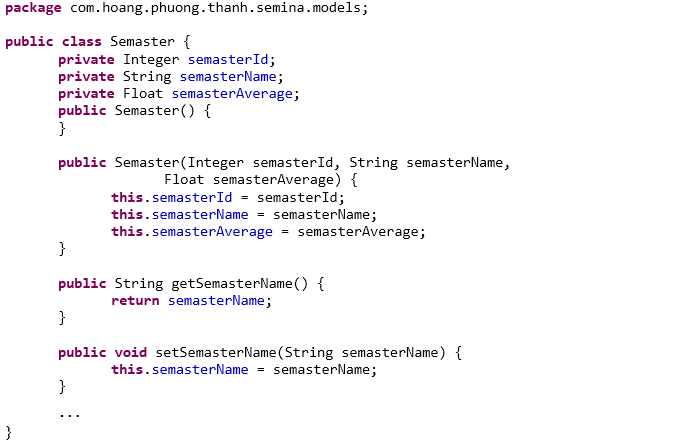 package com.hoang.phuong.thanh.semina.models;
public class Semaster {
private Integer semasterId;
private String semasterName;
private Float semasterAverage;
public Semaster() {
}
public Semaster(Integer semasterId, String semasterName,
Float semasterAverage) {
this.semasterId = semasterId;
this.semasterName = semasterName;
this.semasterAverage = semasterAverage;
}
public String getSemasterName() {
return semasterName;
}
public void setSemasterName(String semasterName) {
this.semasterName = semasterName;
}
...
}